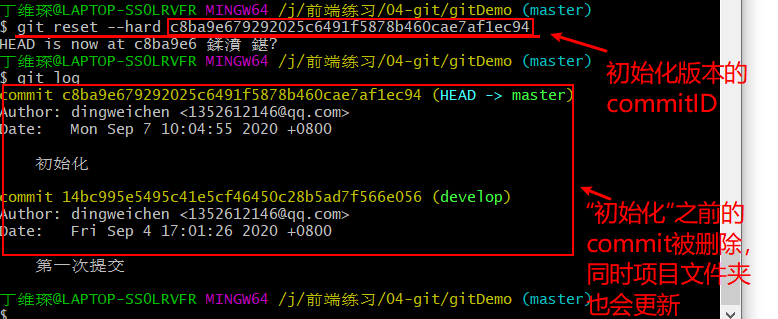 丁维琛@LAPTOP-SSOLRVFR MINGW64 /j/前端练习/04-git/gitDemo (master)
$ git reset --hard c8ba9e679292025c6491f5878b460cae7af1ec94
HEAD is now at c8ba9e6 鍒濆 鍖?
丁维琛@LAPTOP-SSOLRVFR MINGW64 /j/前端练习/04-git/gitDemo (master)
$ git log
commit c8ba9e679292025c6491f5878b460cae7af1ec94 (HEAD -> master)
Author: dingweichen <1352612146@qq.com>
Date:   Mon Sep 7 10:04:55 2020 +0800
初始化
commit 14bc995e5495c41e5cf46450c28b5ad7f566e056 (develop)
Author: dingweichen <1352612146@qq.com>
Date:   Fri Sep 4 17:01:26 2020 +0800
第一次提交
丁维琛@LAPTOP-SSOLRVFR MINGW64 /j/前端练习/04-git/gitDemo (master)
$
初始化版本的
commitID
“初始化”之前的
commit被删除，
同时项目文件夹
也会更新